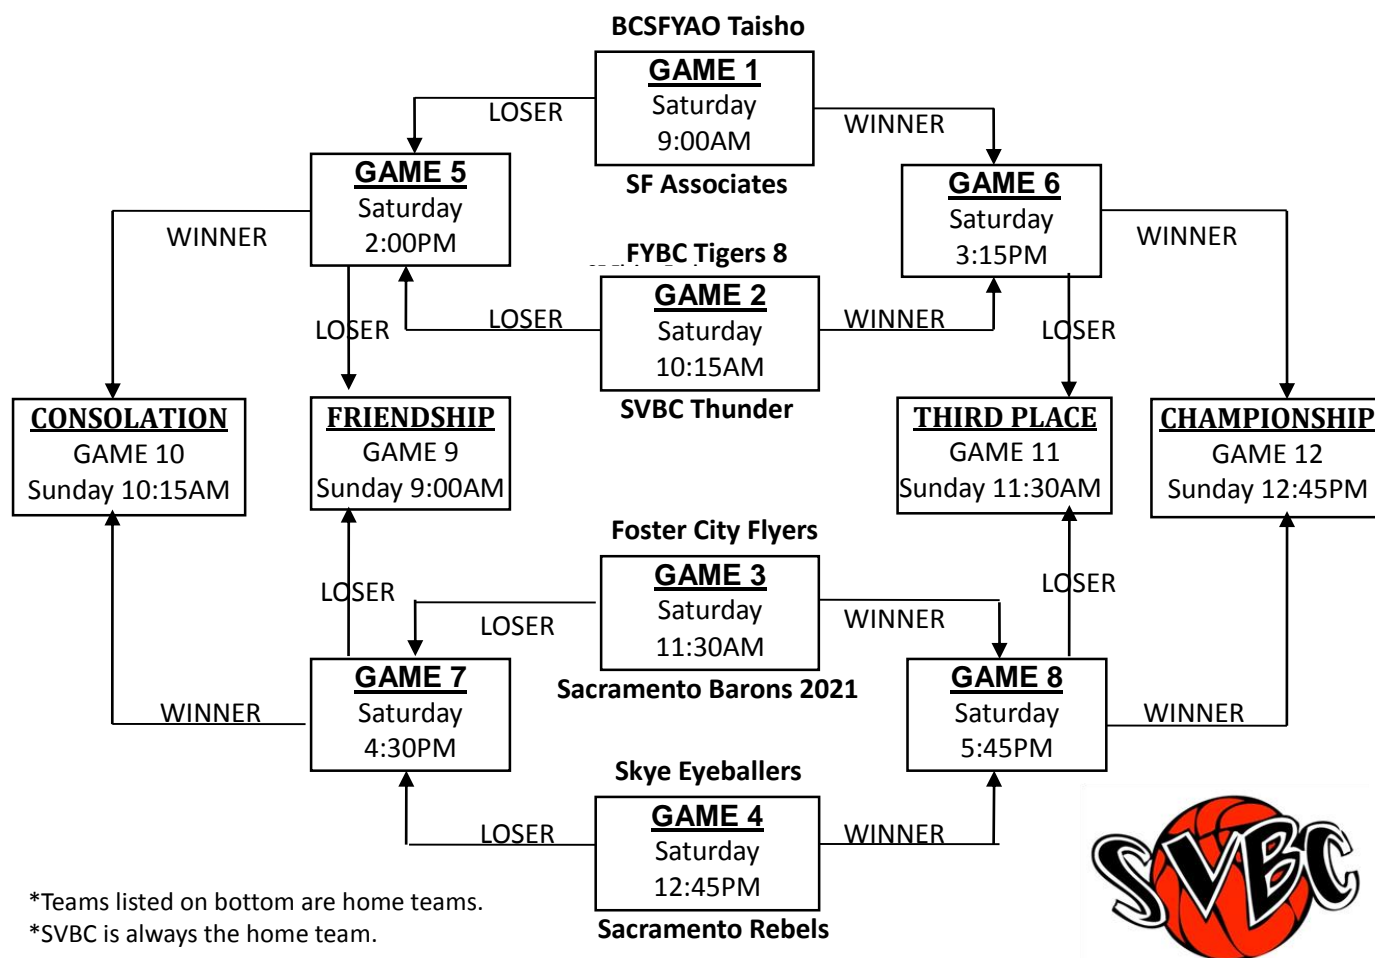 BCSFYAO Taisho
GAME 1
Saturday
9:00AM
SF Associates
LOSER
WINNER
GAME 5
Saturday
2:00PM
GAME 6
Saturday
3:15PM
WINNER
WINNER
FYBC Tigers 8
GAME 2
Saturday
10:15AM
SVBC Thunder
LOSER
LOSER
WINNER
LOSER
CONSOLATION
GAME 10
Sunday 10:15AM
FRIENDSHIP
GAME 9
Sunday 9:00AM
THIRD PLACE
GAME 11
Sunday 11:30AM
CHAMPIONSHIP
GAME 12
Sunday 12:45PM
Foster City Flyers
GAME 3
Saturday
11:30AM
Sacramento Barons 2021
LOSER
LOSER
WINNER
LOSER
GAME 7
Saturday
4:30PM
GAME 8
Saturday
5:45PM
WINNER
WINNER
Skye Eyeballers
GAME 4
Saturday
12:45PM
Sacramento Rebels
LOSER
WINNER
*Teams listed on bottom are home teams.
*SVBC is always the home team.
SVBC